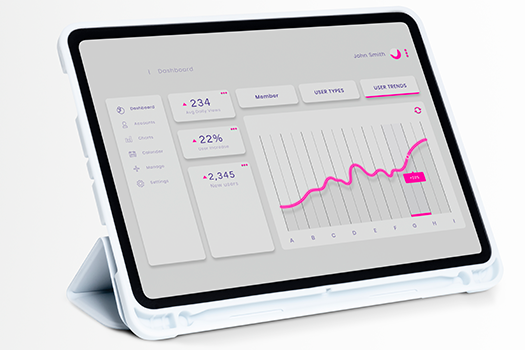 Dashboard
John Smith
Dashboard
Accounts
Charts
Calendar
Manage
Settings
234
Avg Daily Views
22%
User Increase
2,345
New users
Member
USER TYPES
USER TRENDS
A B C D E F G H I